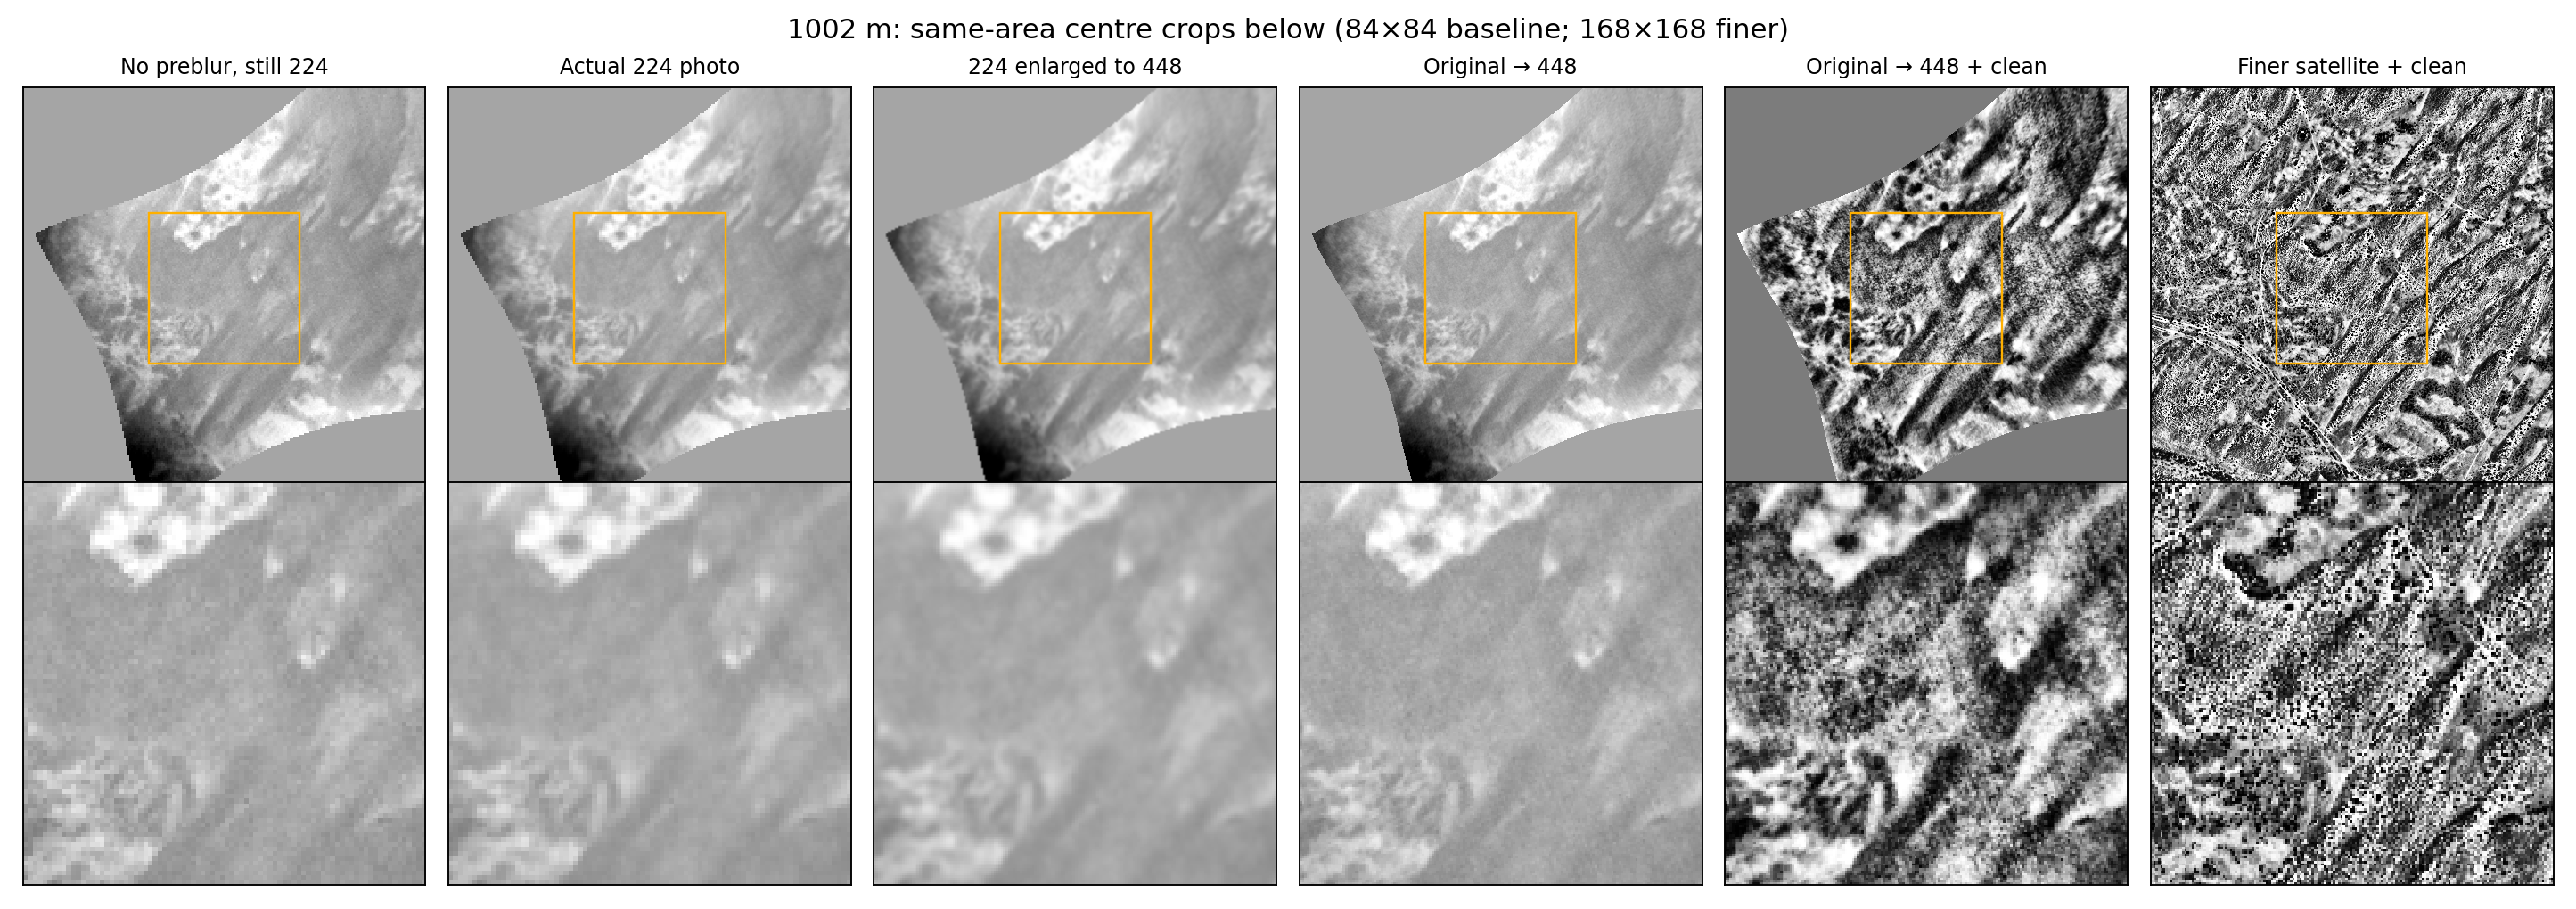 1002 m: same-area centre crops below (84×84 baseline; 168×168 finer)
No preblur, still 224
Actual 224 photo
224 enlarged to 448
Original → 448
Original → 448 + clean
Finer satellite + clean